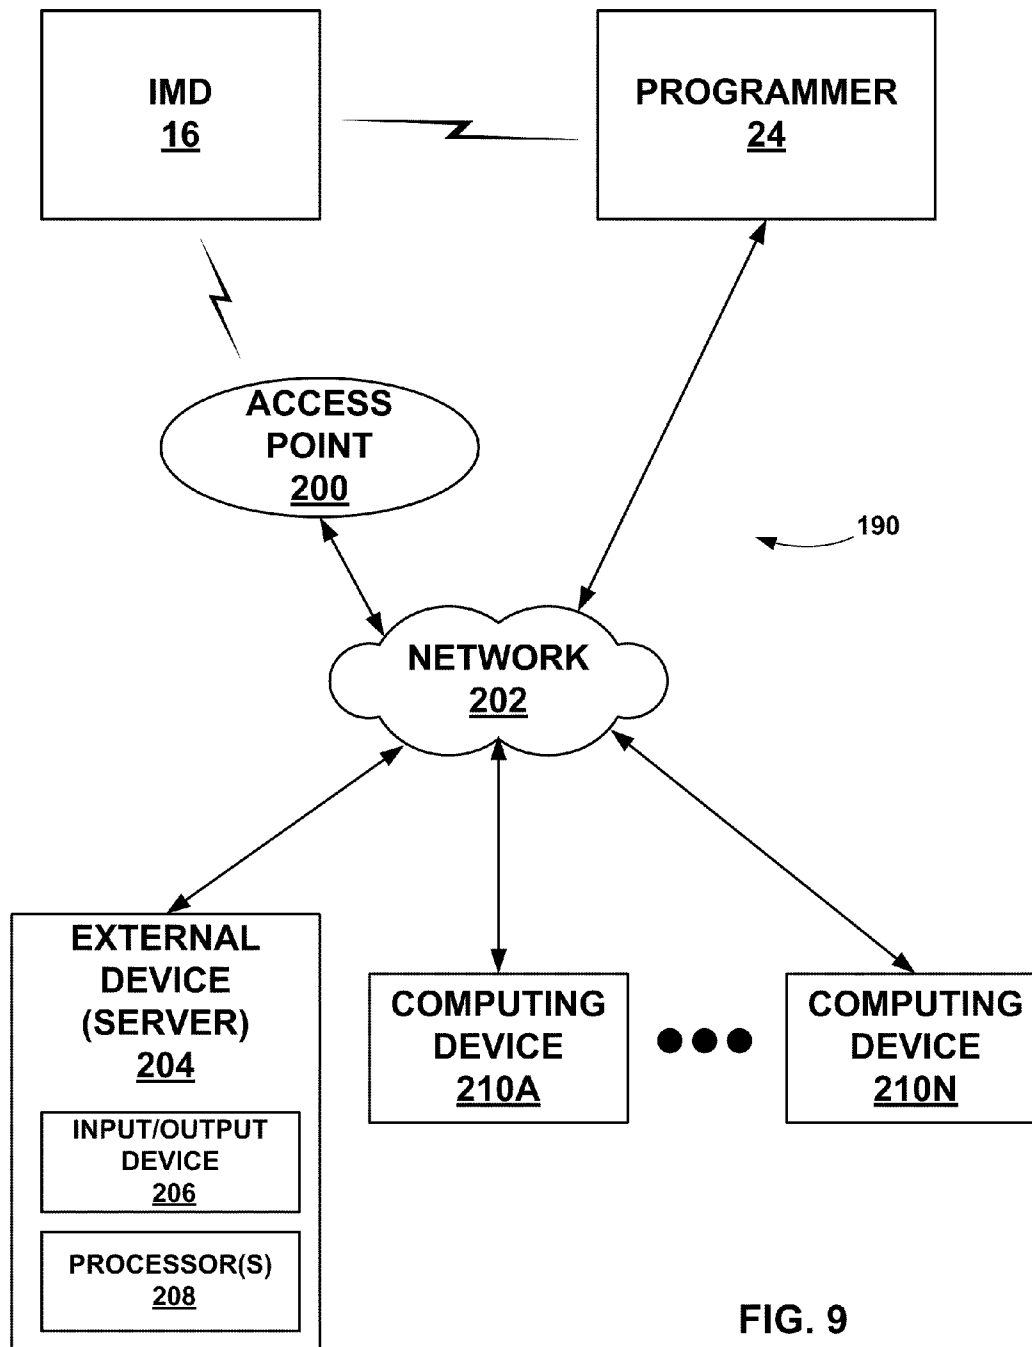 IMD
16
PROGRAMMER
24
ACCESS
POINT
200
190
NETWORK
202
EXTERNAL
DEVICE
(SERVER)
204
INPUT/OUTPUT
DEVICE
206
PROCESSOR(S)
208
COMPUTING
DEVICE
210A
COMPUTING
DEVICE
210N
FIG. 9